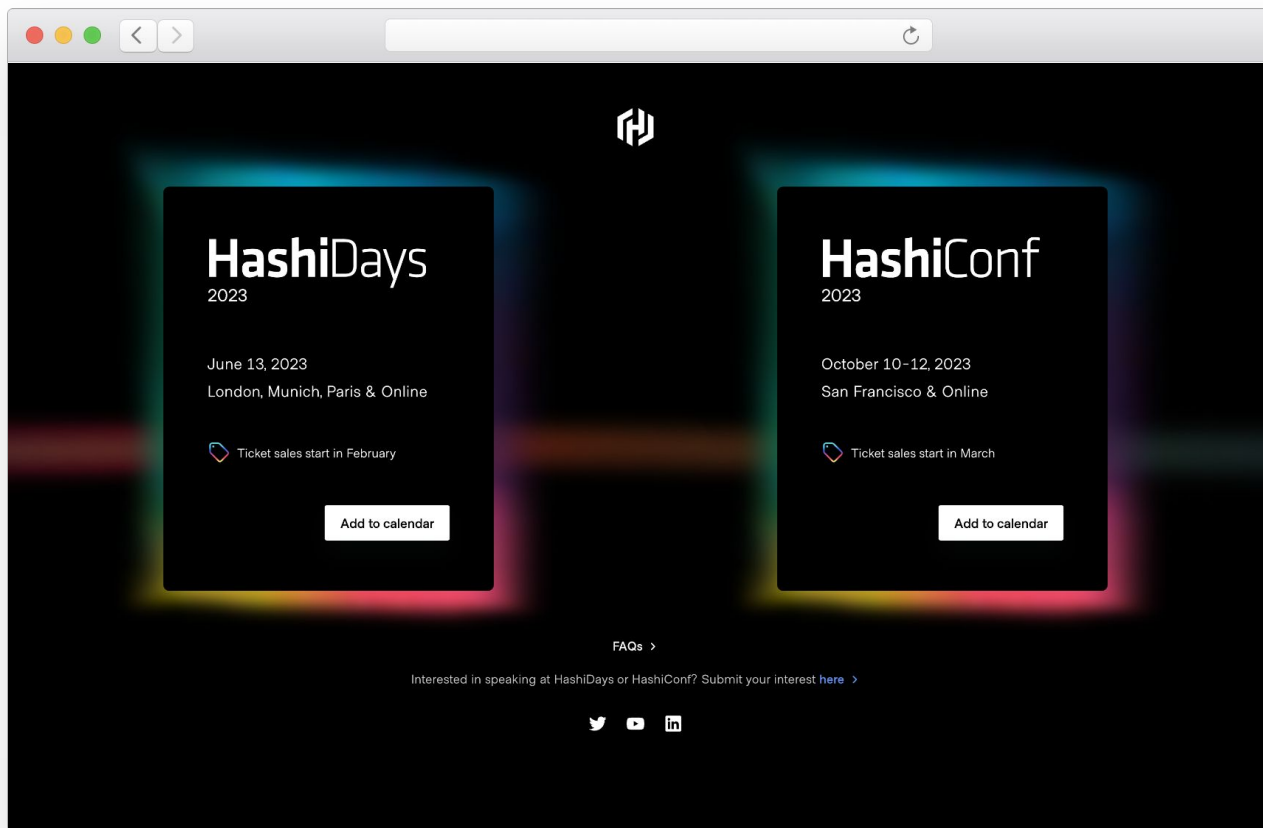 HashiDays
2023
June 13, 2023
London, Munich, Paris & Online
Ticket sales start in February
Add to calendar
HashiConf
2023
October 10-12, 2023
San Francisco & Online
Ticket sales start in March
Add to calendar
FAQs
Interested in speaking at HashiDays or HashiConf? Submit your interest here